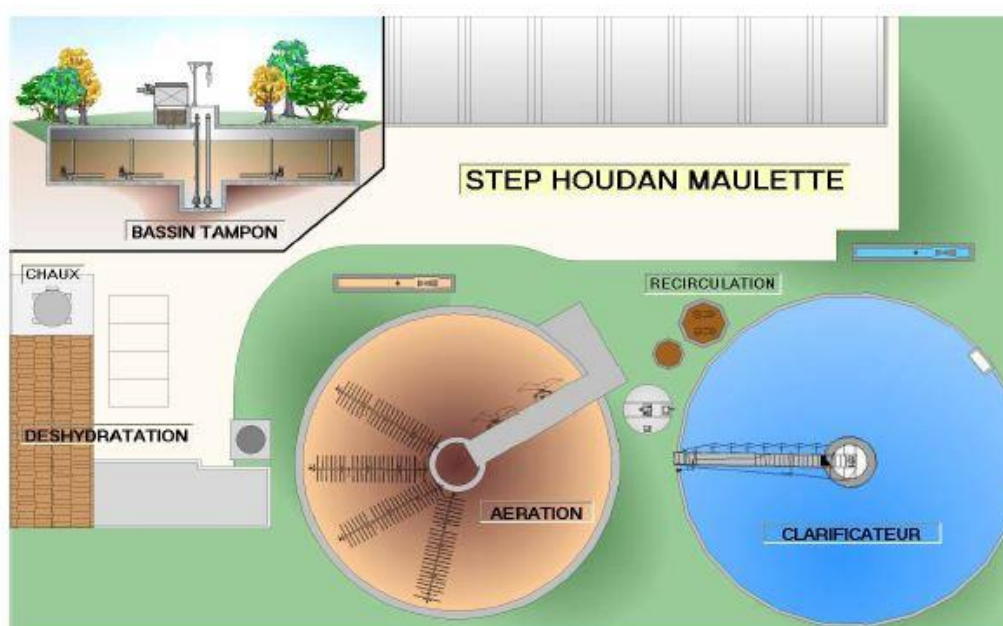 STEP HOUDAN MAULETTE
BASSIN TAMPON
CHAUX
RECIRCULATION
DESHYDRATATION
AERATION
CLARIFICATEUR